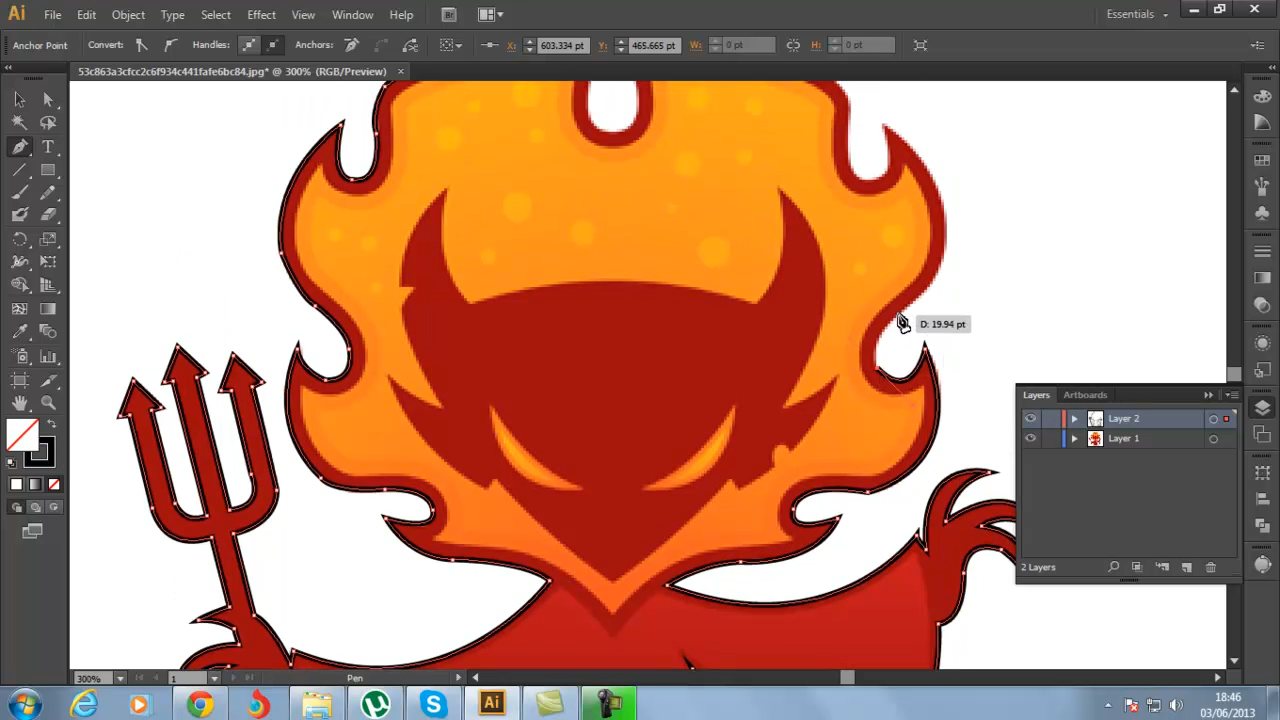 Ai File Edit Object Type Select Effect View Window Help Br Essentials
Anchor Point Convert: Handles: Anchors: X: 603.334 pt Y: 465.665 pt W: 0 pt H: 0 pt
53c863a3cfcc2c6f934c441fafe6bc84.jpg* @ 300% (RGB/Preview)
D: 19.94 pt
Layers Artboards
Layer 2
Layer 1
2 Layers
300% 1 Pen
Ai
18:46
03/06/2013